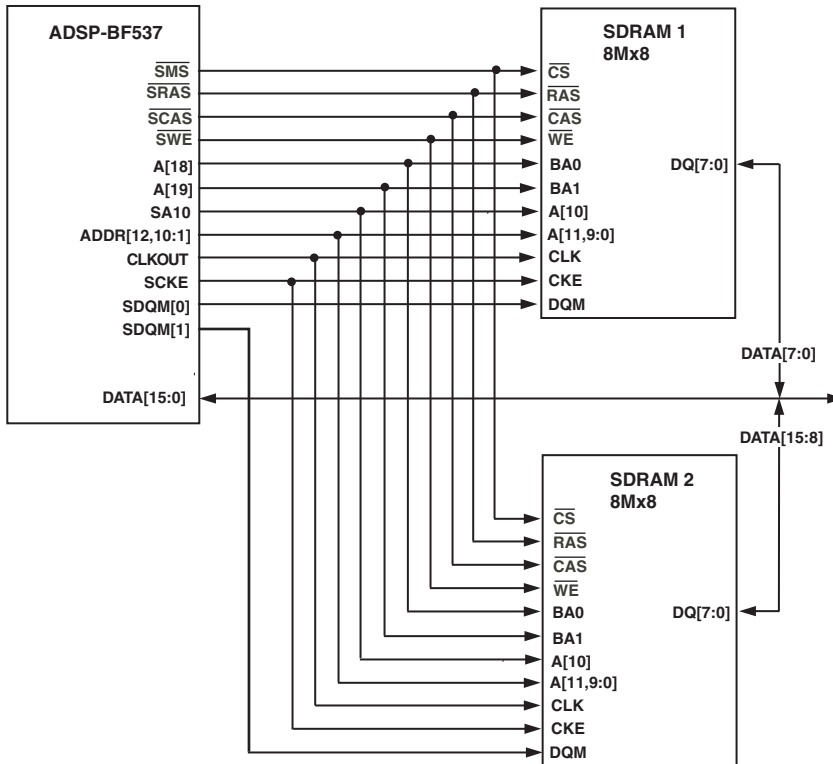 ADSP-BF537
SMS
SRAS
SCAS
SWE
A[18]
A[19]
SA10
ADDR[12,10:1]
CLKOUT
SCKE
SDQM[0]
SDQM[1]
DATA[15:0]
SDRAM 1
8Mx8
CS
RAS
CAS
WE
BA0
BA1
A[10]
A[11,9:0]
CLK
CKE
DQM
DQ[7:0]
DATA[7:0]
DATA[15:8]
SDRAM 2
8Mx8
CS
RAS
CAS
WE
BA0
BA1
A[10]
A[11,9:0]
CLK
CKE
DQM
DQ[7:0]